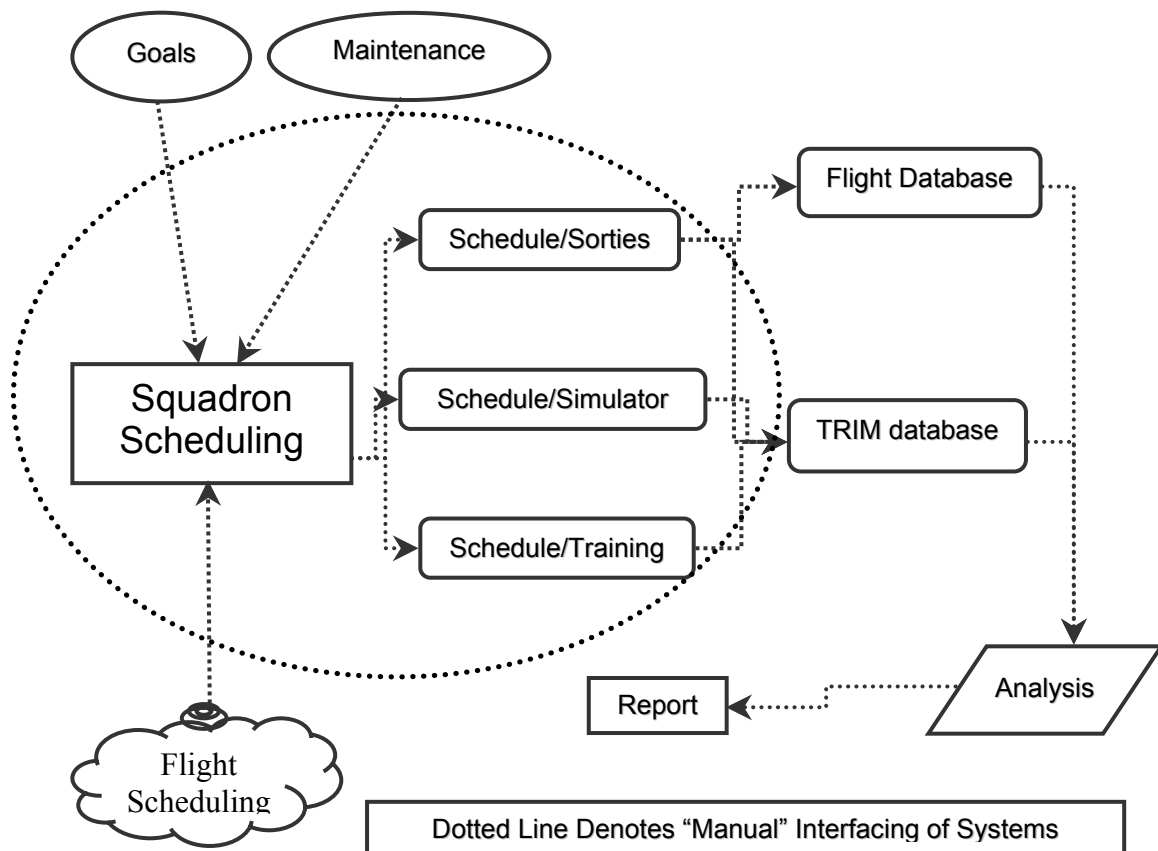 Goals
Maintenance
Flight Database
Schedule/Sorties
Squadron
Scheduling
Schedule/Simulator
TRIM database
Schedule/Training
Analysis
Report
Flight
Scheduling
Dotted Line Denotes “Manual” Interfacing of Systems